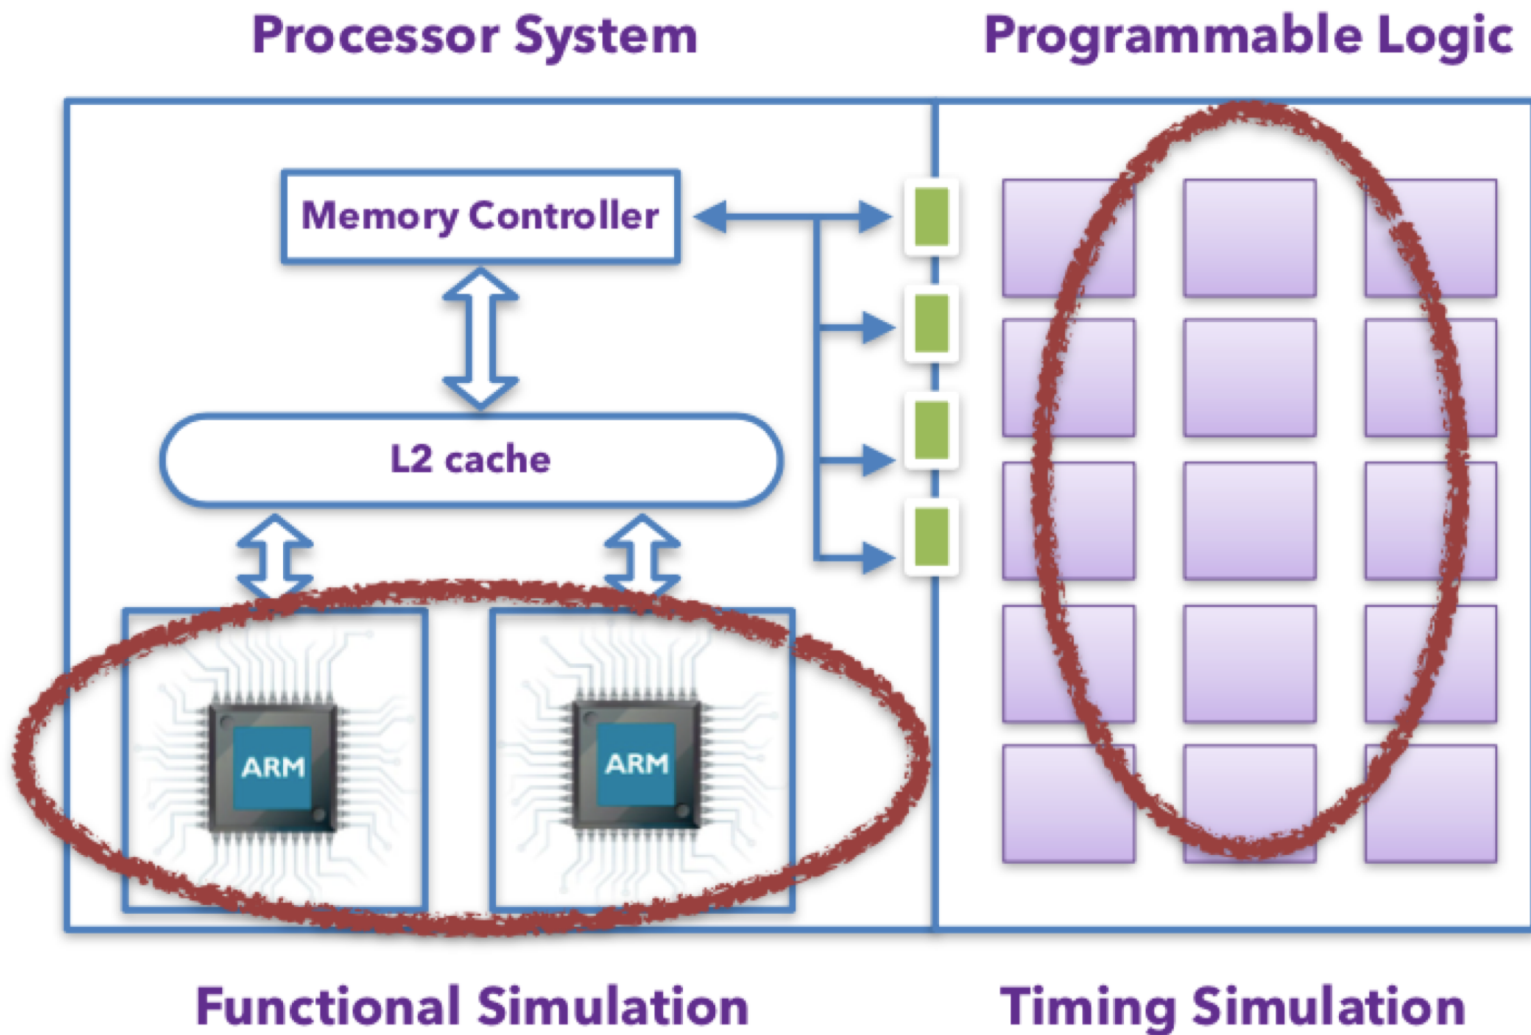 Processor System
Programmable Logic
Memory Controller
L2 cache
ARM
ARM
Functional Simulation
Timing Simulation